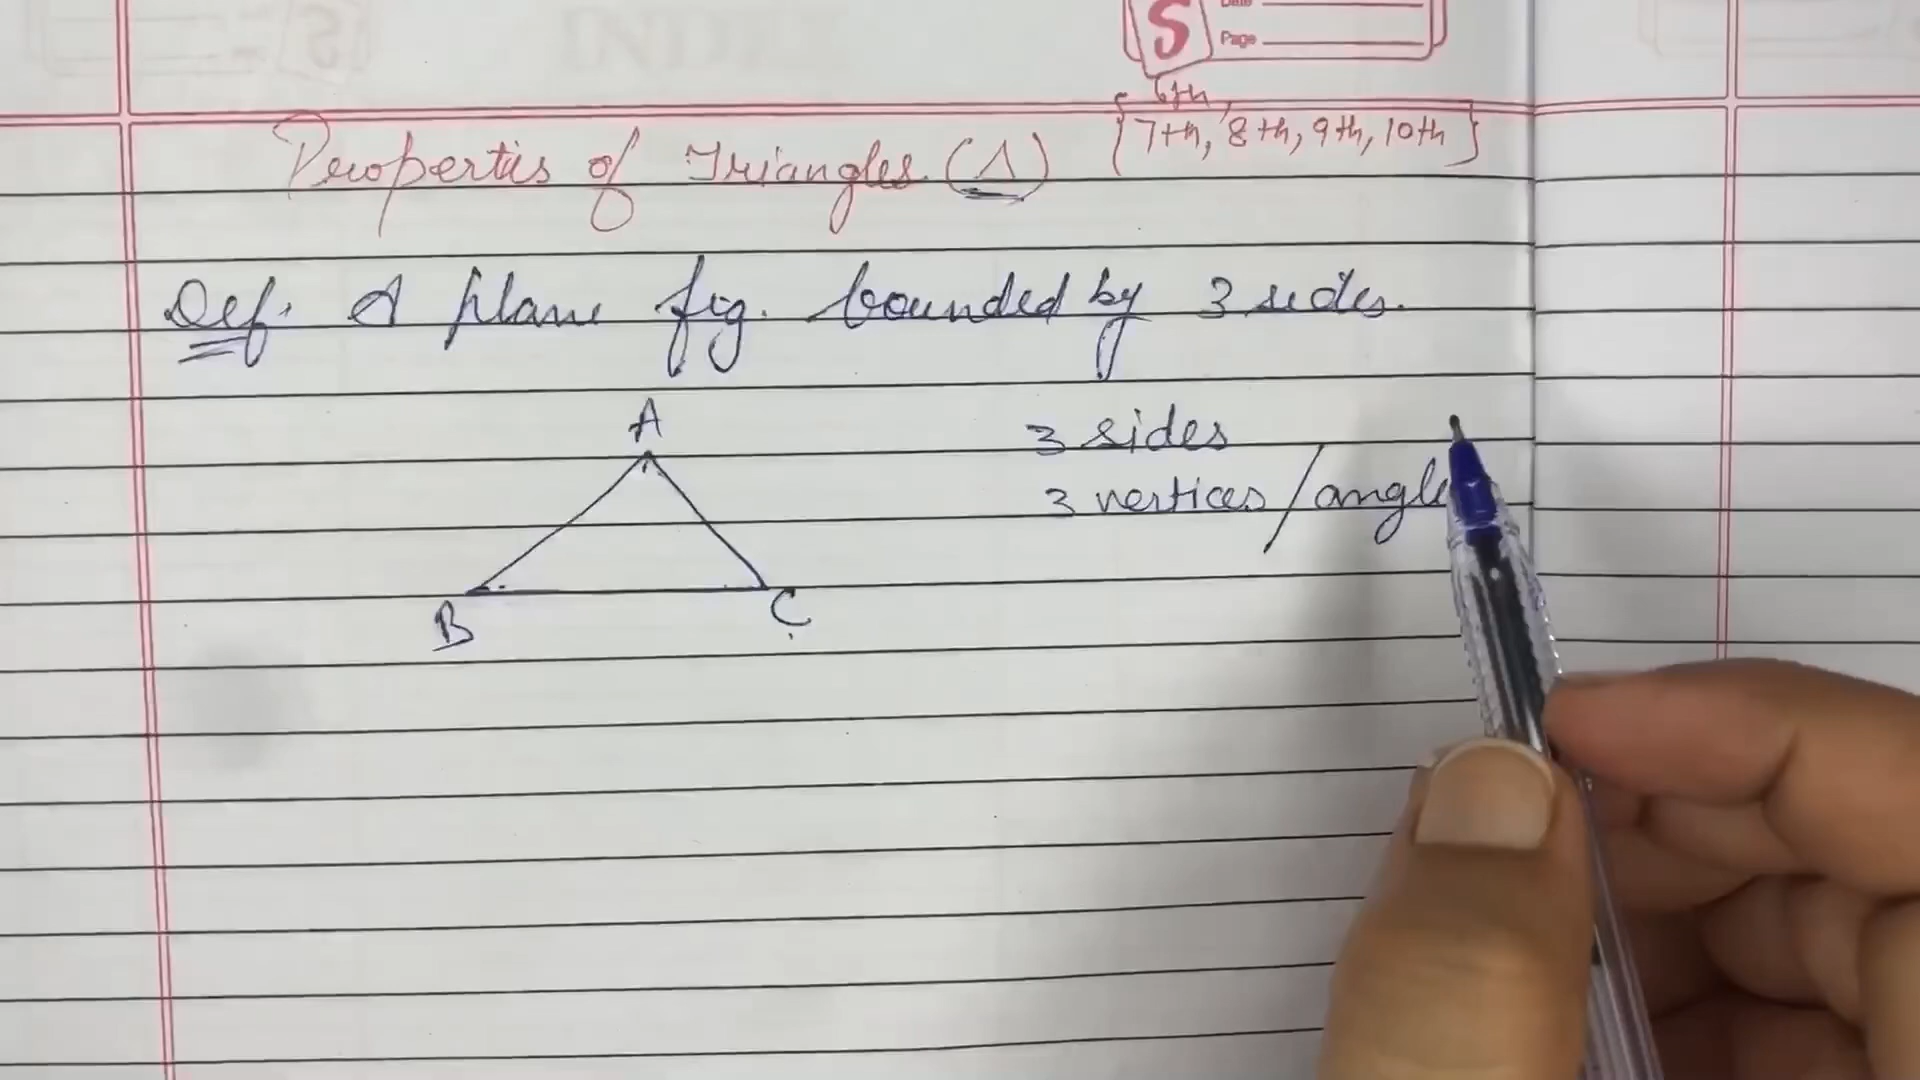 S Date
Page
6th,
Properties of Triangles (Δ) [7th, 8th, 9th, 10th]
Def. A plane fig. bounded by 3 sides.
A
3 sides
3 vertices / angle
B C